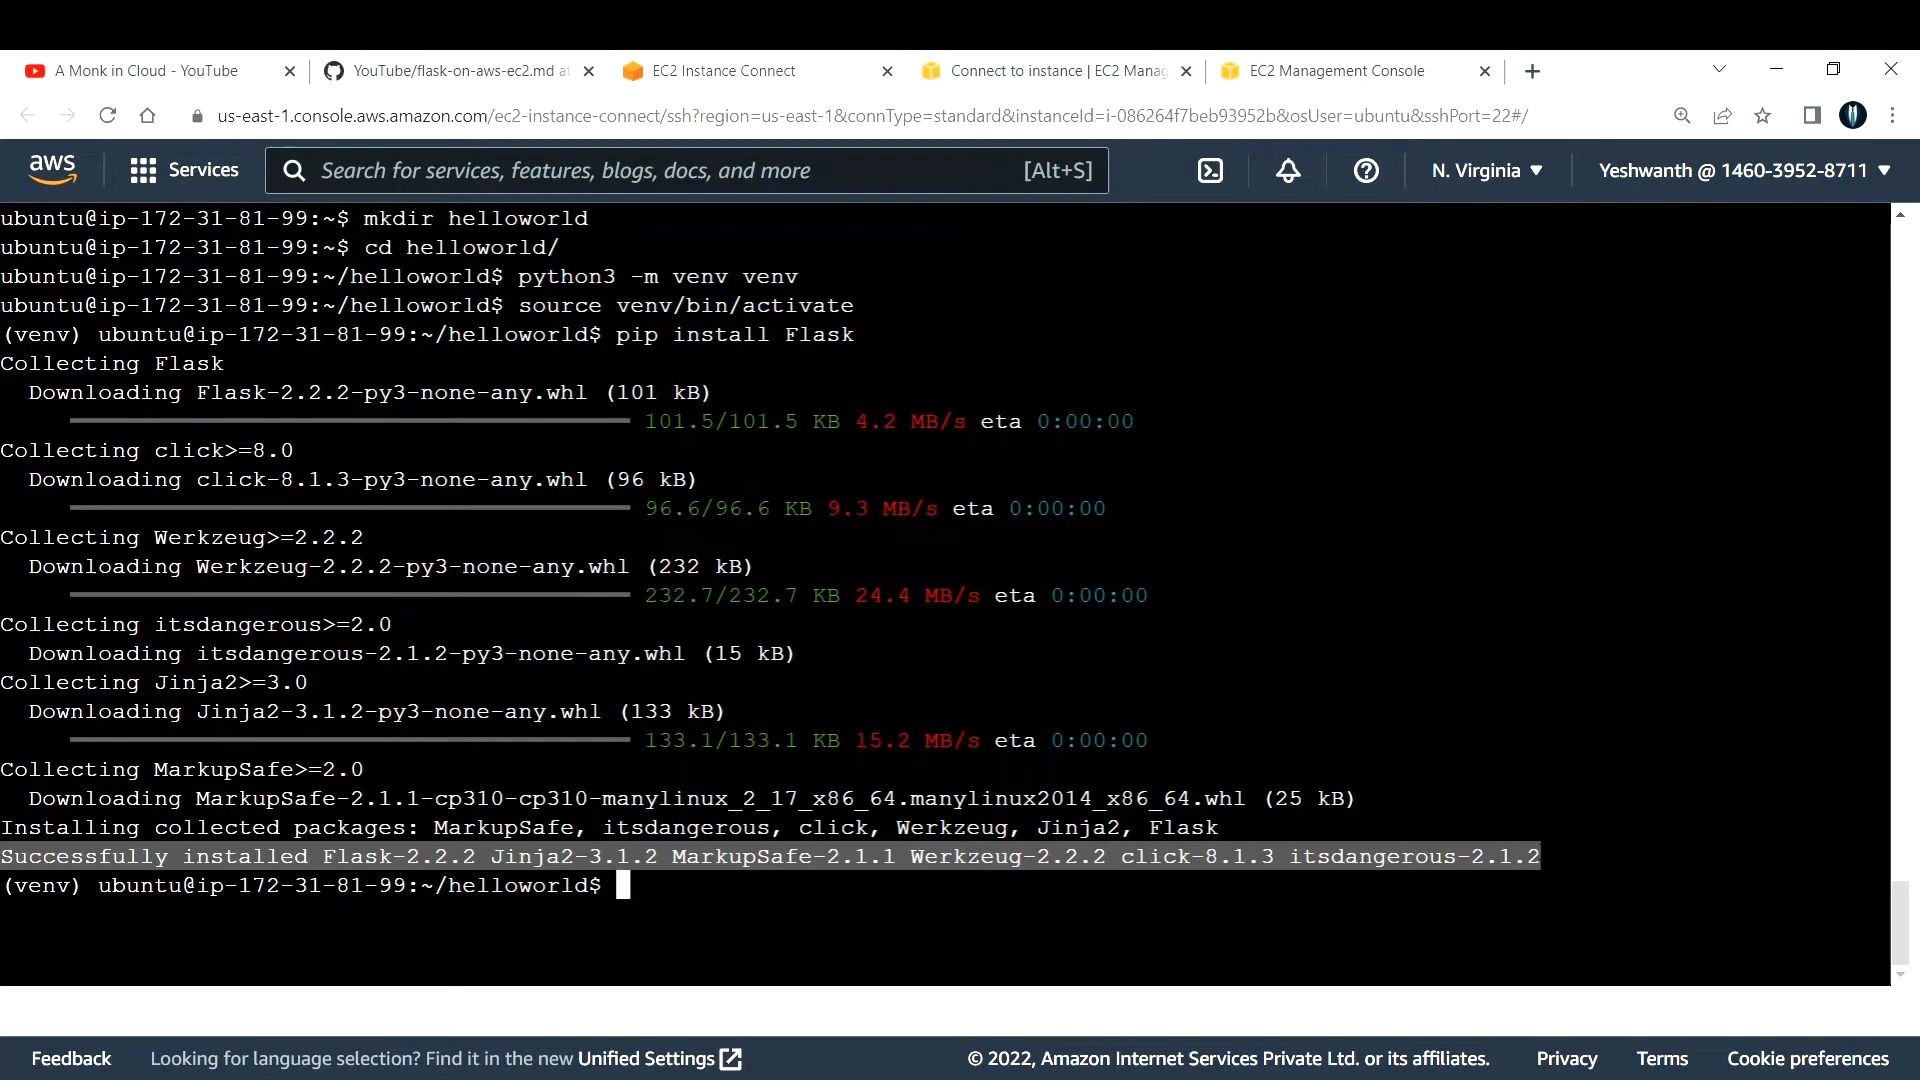 A Monk in Cloud - YouTube
YouTube/flask-on-aws-ec2.md at
EC2 Instance Connect
Connect to instance | EC2 Manag
EC2 Management Console
us-east-1.console.aws.amazon.com/ec2-instance-connect/ssh?region=us-east-1&connType=standard&instanceId=i-086264f7beb93952b&osUser=ubuntu&sshPort=22#/
aws
Services
Search for services, features, blogs, docs, and more
[Alt+S]
N. Virginia
Yeshwanth @ 1460-3952-8711
ubuntu@ip-172-31-81-99:~$ mkdir helloworld
ubuntu@ip-172-31-81-99:~$ cd helloworld/
ubuntu@ip-172-31-81-99:~/helloworld$ python3 -m venv venv
ubuntu@ip-172-31-81-99:~/helloworld$ source venv/bin/activate
(venv) ubuntu@ip-172-31-81-99:~/helloworld$ pip install Flask
Collecting Flask
  Downloading Flask-2.2.2-py3-none-any.whl (101 kB)
101.5/101.5 KB 4.2 MB/s eta 0:00:00
Collecting click>=8.0
  Downloading click-8.1.3-py3-none-any.whl (96 kB)
96.6/96.6 KB 9.3 MB/s eta 0:00:00
Collecting Werkzeug>=2.2.2
  Downloading Werkzeug-2.2.2-py3-none-any.whl (232 kB)
232.7/232.7 KB 24.4 MB/s eta 0:00:00
Collecting itsdangerous>=2.0
  Downloading itsdangerous-2.1.2-py3-none-any.whl (15 kB)
Collecting Jinja2>=3.0
  Downloading Jinja2-3.1.2-py3-none-any.whl (133 kB)
133.1/133.1 KB 15.2 MB/s eta 0:00:00
Collecting MarkupSafe>=2.0
  Downloading MarkupSafe-2.1.1-cp310-cp310-manylinux_2_17_x86_64.manylinux2014_x86_64.whl (25 kB)
Installing collected packages: MarkupSafe, itsdangerous, click, Werkzeug, Jinja2, Flask
Successfully installed Flask-2.2.2 Jinja2-3.1.2 MarkupSafe-2.1.1 Werkzeug-2.2.2 click-8.1.3 itsdangerous-2.1.2
(venv) ubuntu@ip-172-31-81-99:~/helloworld$
Feedback
Looking for language selection? Find it in the new Unified Settings
© 2022, Amazon Internet Services Private Ltd. or its affiliates.
Privacy
Terms
Cookie preferences